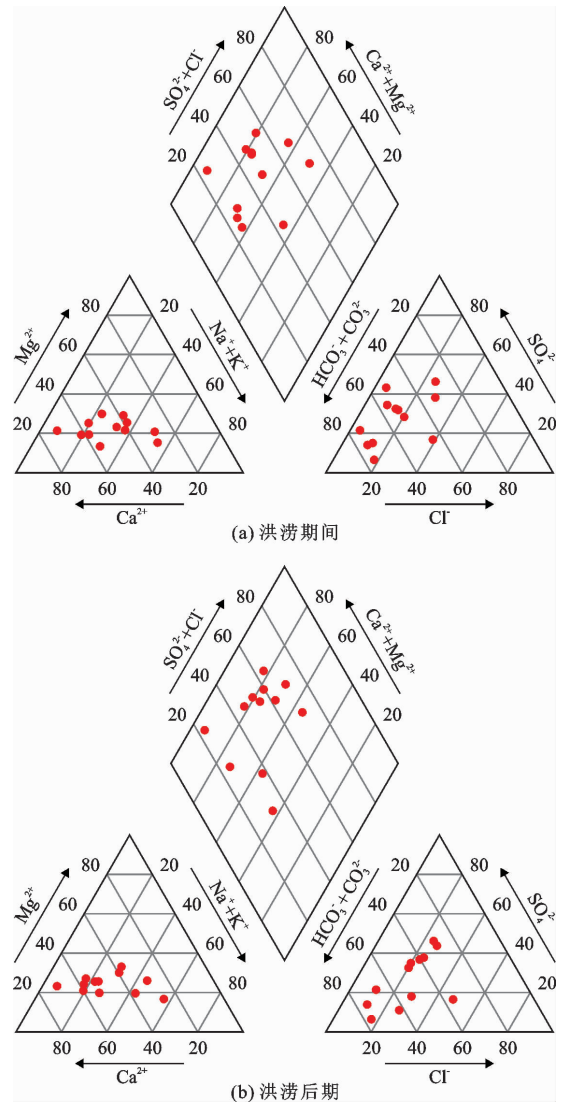 80 80
SO₄²⁻+Cl⁻ Ca²⁺+Mg²⁺
60 60
40 40
20 20
80 20 80 20
Mg²⁺ Na⁺+K⁺ HCO₃⁻+CO₃²⁻ SO₄²⁻
60 40 60 40
40 60 40 60
20 80 20 80
80 60 40 20 20 40 60 80
Ca²⁺ Cl⁻
(a) 洪涝期间
80 80
SO₄²⁻+Cl⁻ Ca²⁺+Mg²⁺
60 60
40 40
20 20
80 20 80 20
Mg²⁺ Na⁺+K⁺ HCO₃⁻+CO₃²⁻ SO₄²⁻
60 40 60 40
40 60 40 60
20 80 20 80
80 60 40 20 20 40 60 80
Ca²⁺ Cl⁻
(b) 洪涝后期